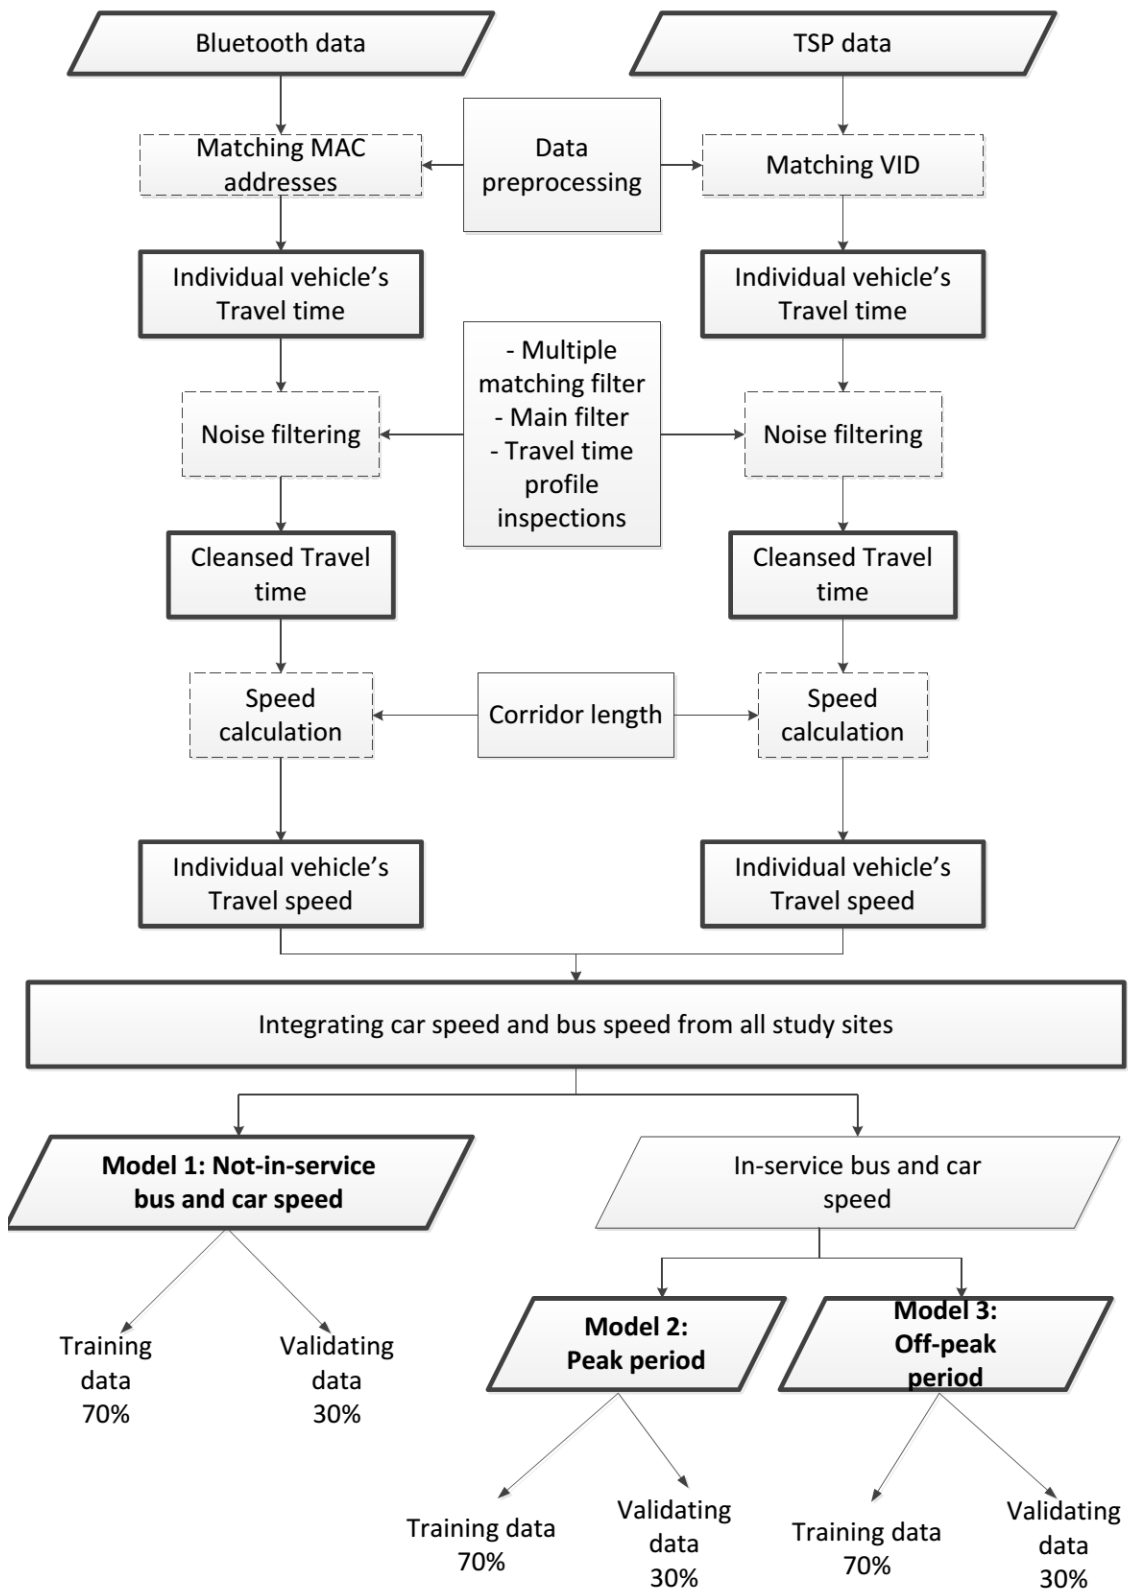 Bluetooth data
TSP data
Matching MAC
addresses
Data
preprocessing
Matching VID
Individual vehicle's
Travel time
Individual vehicle's
Travel time
- Multiple
matching filter
- Main filter
- Travel time
profile
inspections
Noise filtering
Noise filtering
Cleansed Travel
time
Cleansed Travel
time
Speed
calculation
Corridor length
Speed
calculation
Individual vehicle's
Travel speed
Individual vehicle's
Travel speed
Integrating car speed and bus speed from all study sites
Model 1: Not-in-service
bus and car speed
In-service bus and car
speed
Training
data
70%
Validating
data
30%
Model 2:
Peak period
Model 3:
Off-peak
period
Training data
70%
Validating
data
30%
Training data
70%
Validating
data
30%